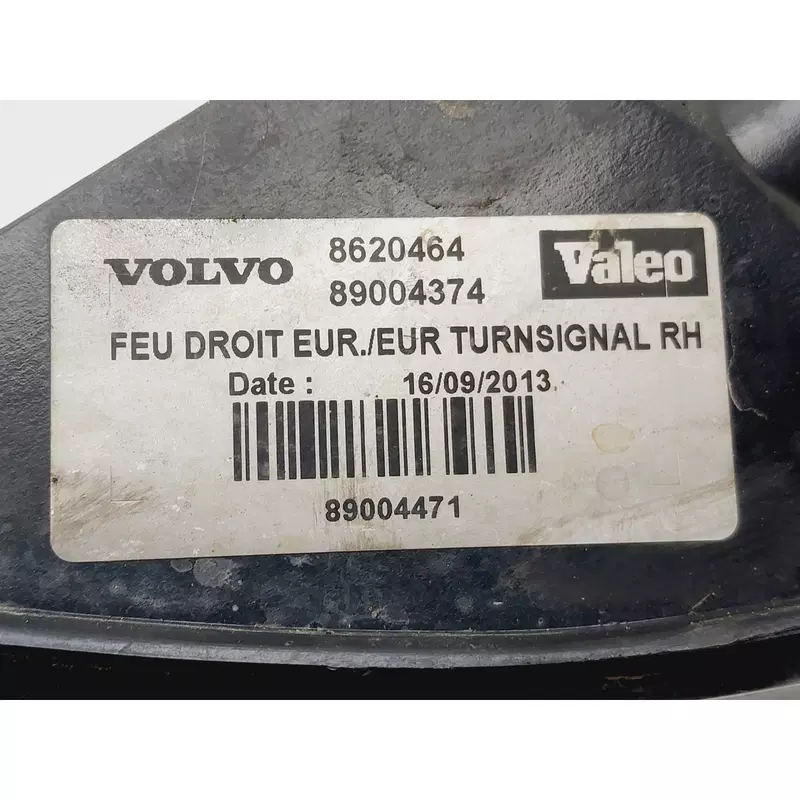 VOLVO 8620464 Valeo
89004374
FEU DROIT EUR./EUR TURNSIGNAL RH
Date : 16/09/2013.
89004471